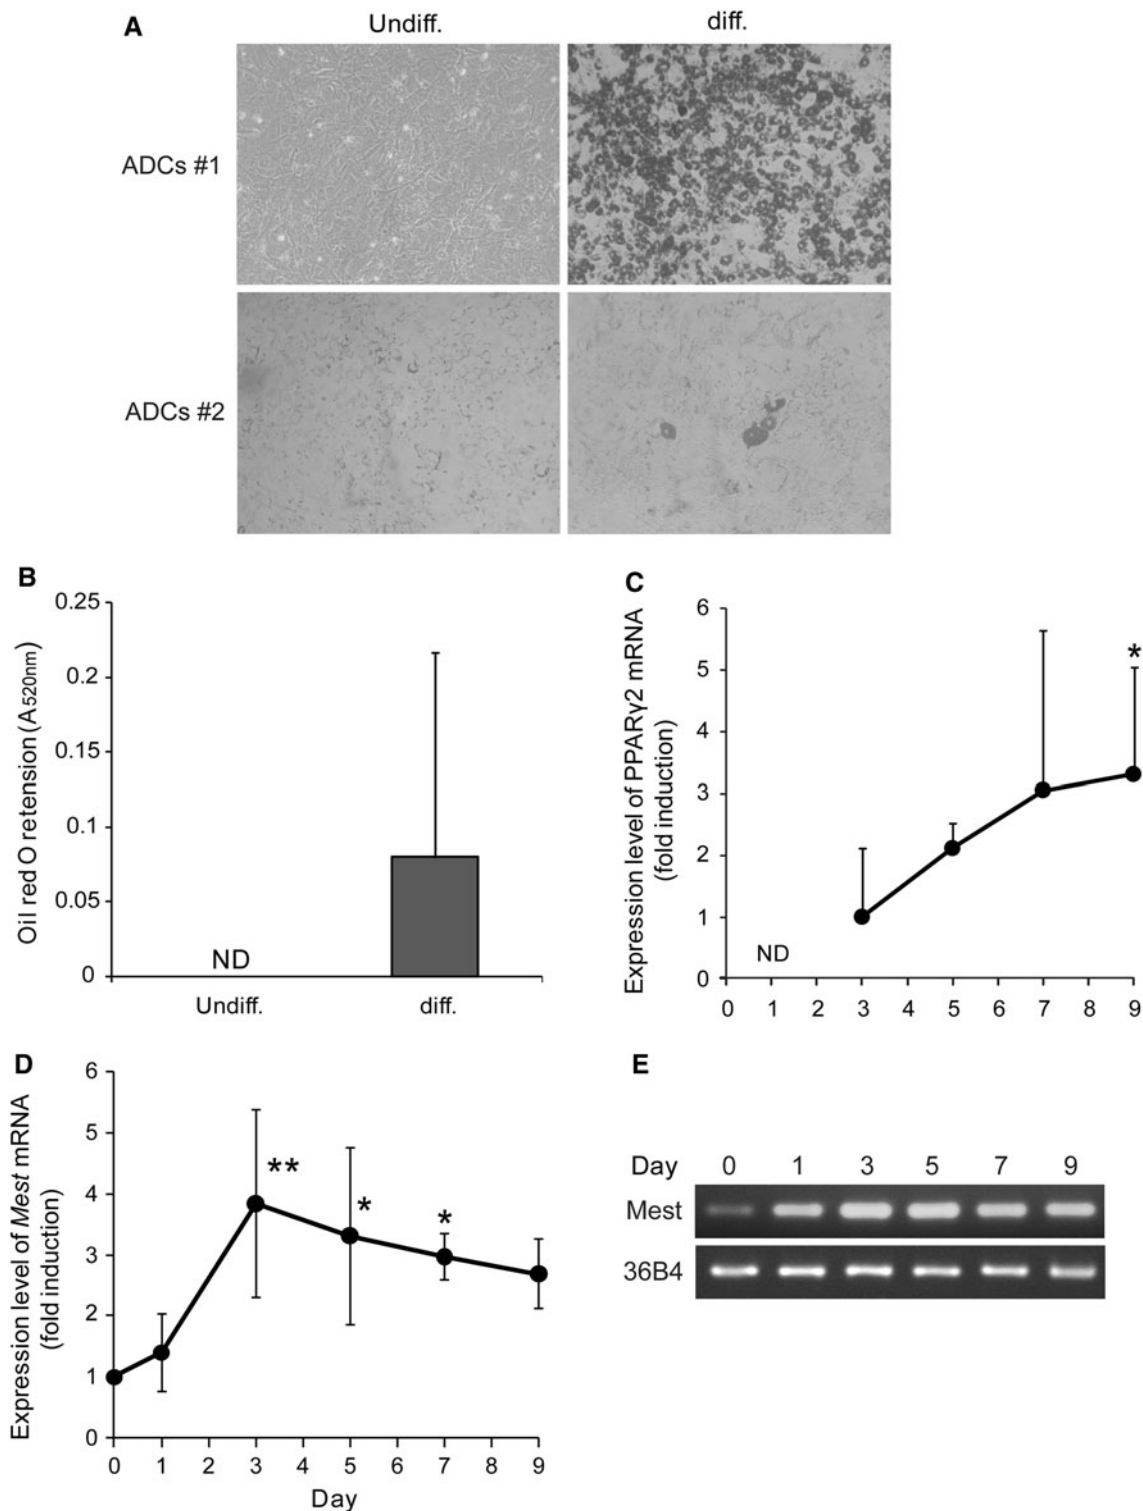 A
Undiff.
diff.
ADCs #1
ADCs #2
B
Oil red O retension (A520nm)
0.25
0.2
0.15
0.1
0.05
0
ND
Undiff.
diff.
C
Expression level of PPARγ2 mRNA
(fold induction)
6
5
4
3
2
1
0
*
ND
0 1 2 3 4 5 7 9
D
Expression level of Mest mRNA
(fold induction)
6
5
4
3
2
1
0
**
*
*
0 1 2 3 4 5 6 7 8 9
Day
E
Day 0 1 3 5 7 9
Mest
36B4